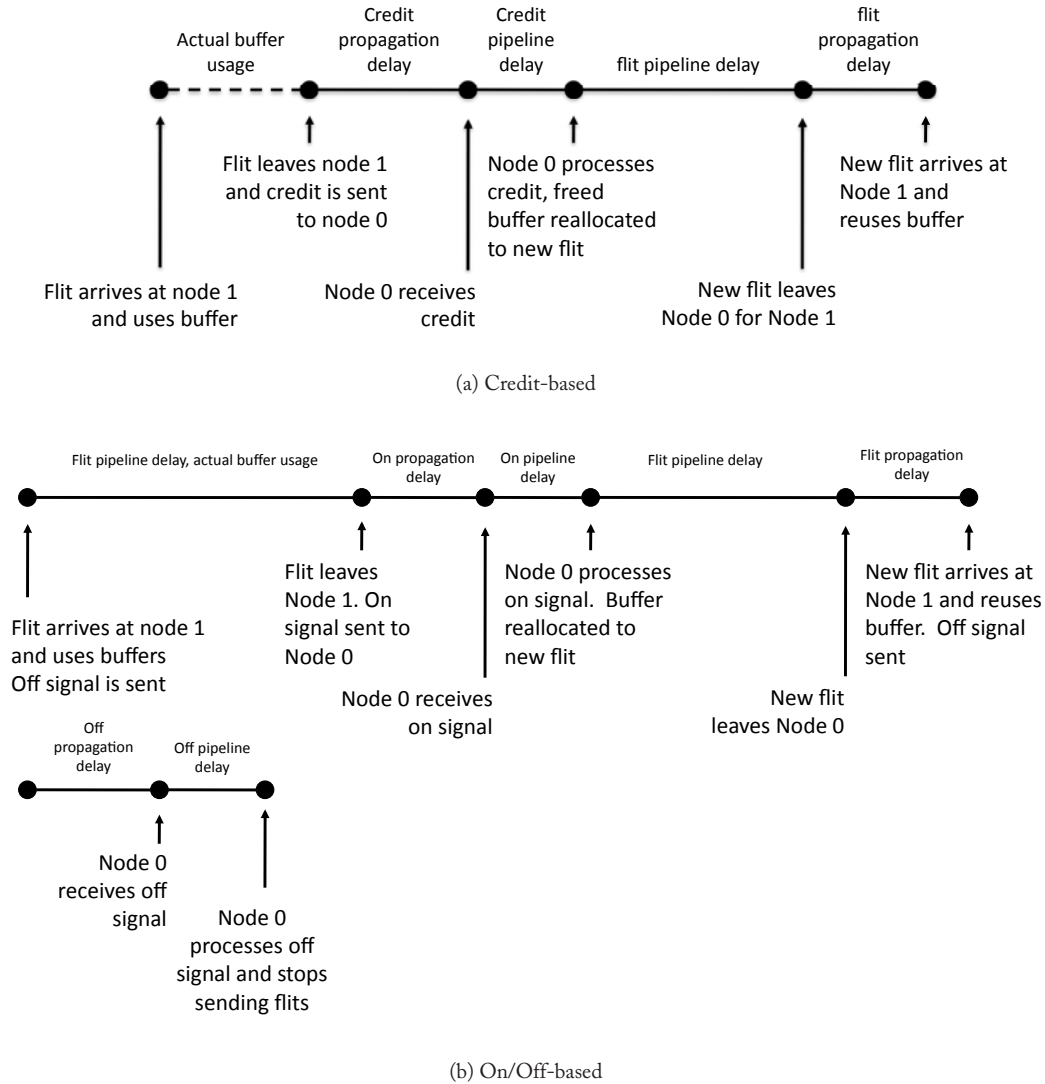 Actual buffer
usage
Credit
propagation
delay
Credit
pipeline
delay
flit pipeline delay
flit
propagation
delay
Flit arrives at node 1
and uses buffer
Flit leaves node 1
and credit is sent
to node 0
Node 0 receives
credit
Node 0 processes
credit, freed
buffer reallocated
to new flit
New flit leaves
Node 0 for Node 1
New flit arrives at
Node 1 and
reuses buffer
(a) Credit-based
Flit pipeline delay, actual buffer usage
On propagation
delay
On pipeline
delay
Flit pipeline delay
Flit propagation
delay
Flit arrives at node 1
and uses buffers
Off signal is sent
Flit leaves
Node 1. On
signal sent to
Node 0
Node 0 receives
on signal
Node 0 processes
on signal.  Buffer
reallocated to
new flit
New flit
leaves Node 0
New flit arrives at
Node 1 and reuses
buffer.  Off signal
sent
Off
propagation
delay
Off pipeline
delay
Node 0
receives off
signal
Node 0
processes off
signal and stops
sending flits
(b) On/Off-based